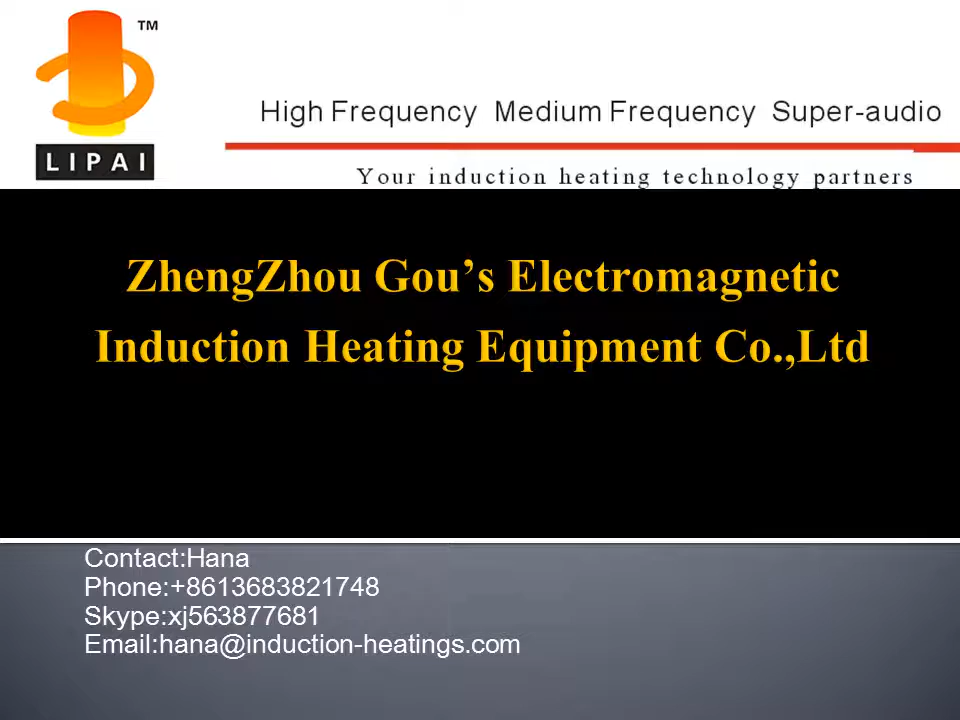 TM
LIPAI
High Frequency Medium Frequency Super-audio
Your induction heating technology partners
ZhengZhou Gou’s Electromagnetic
Induction Heating Equipment Co.,Ltd
Contact:Hana
Phone:+8613683821748
Skype:xj563877681
Email:hana@induction-heatings.com